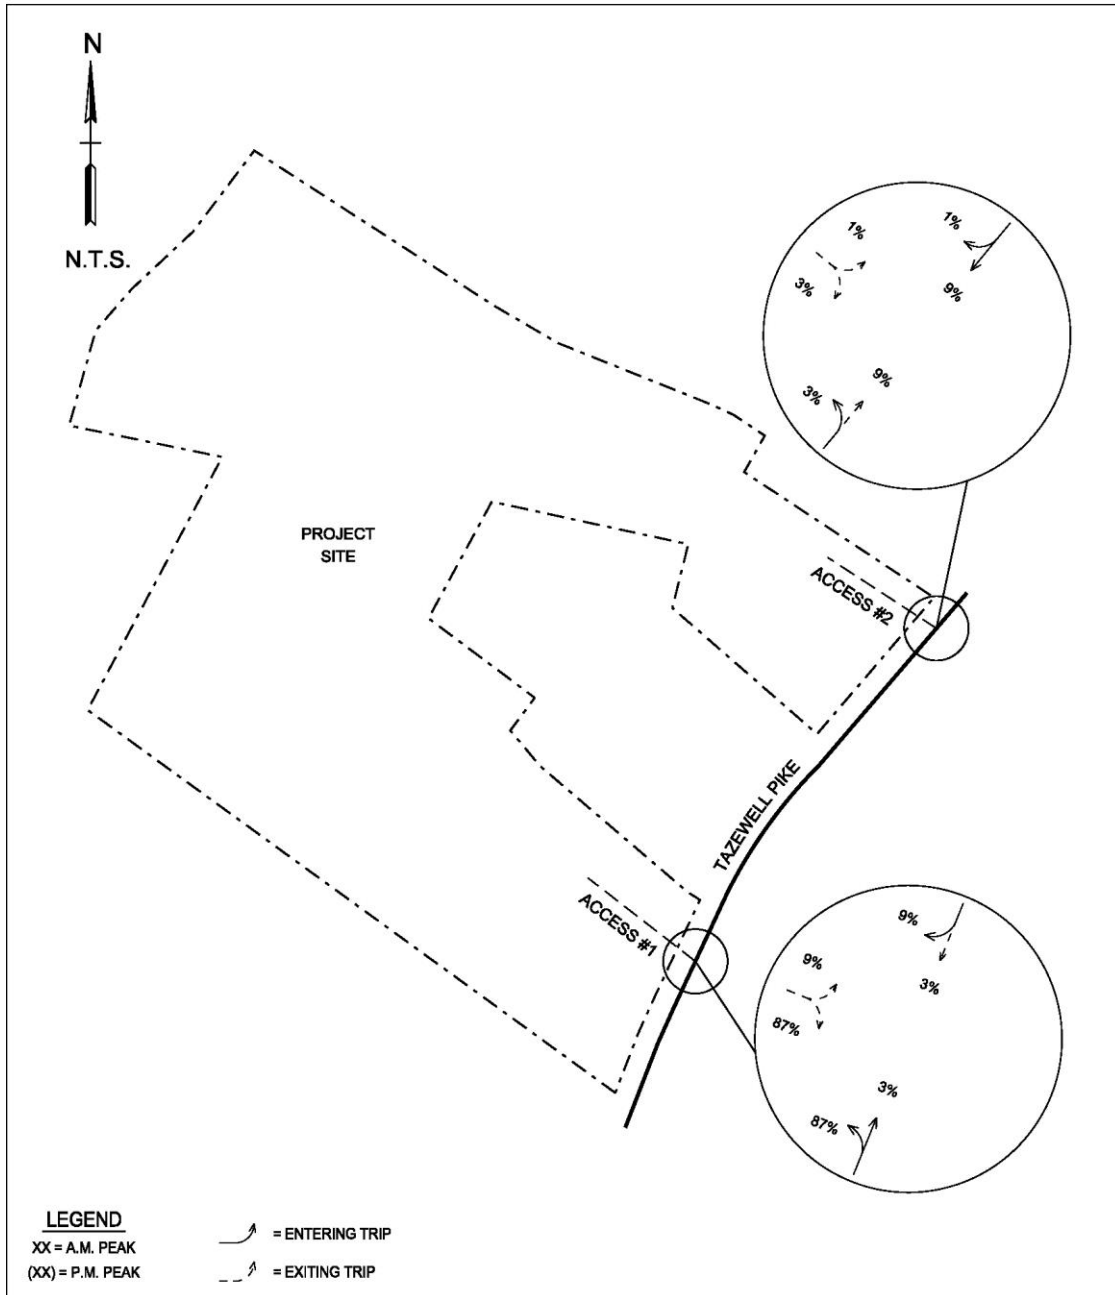 N
N.T.S.
1%
1%
3%
9%
9%
3%
PROJECT
SITE
ACCESS #2
TAZEWELL PIKE
ACCESS #1
9%
9%
3%
87%
3%
87%
LEGEND
XX = A.M. PEAK
(XX) = P.M. PEAK
= ENTERING TRIP
= EXITING TRIP